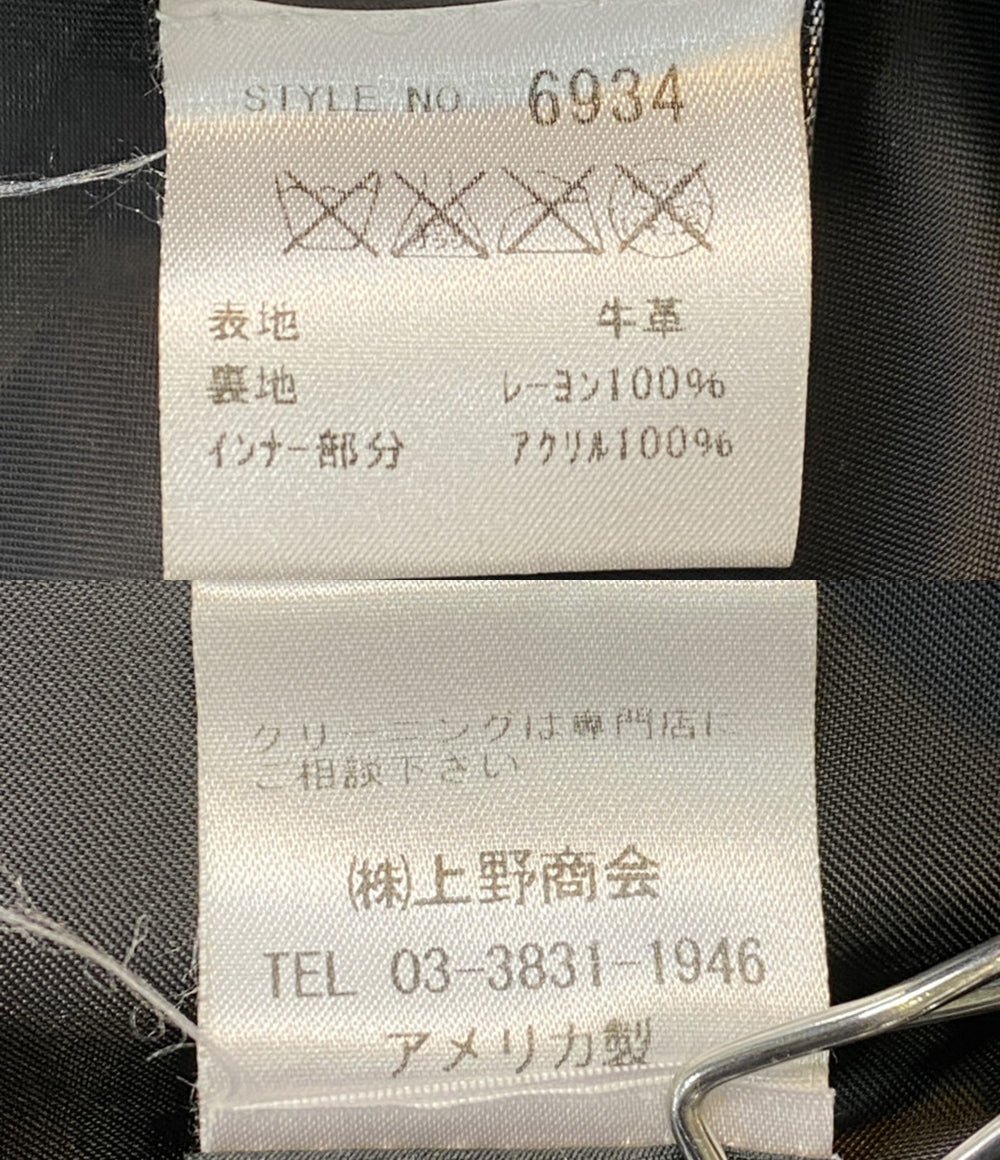 STYLE NO 6934
表地 牛革
裏地 レーヨン100%
インナー部分 アクリル100%
クリーニングは専門店に
ご相談下さい
㈱上野商会
TEL 03-3831-1946
アメリカ製